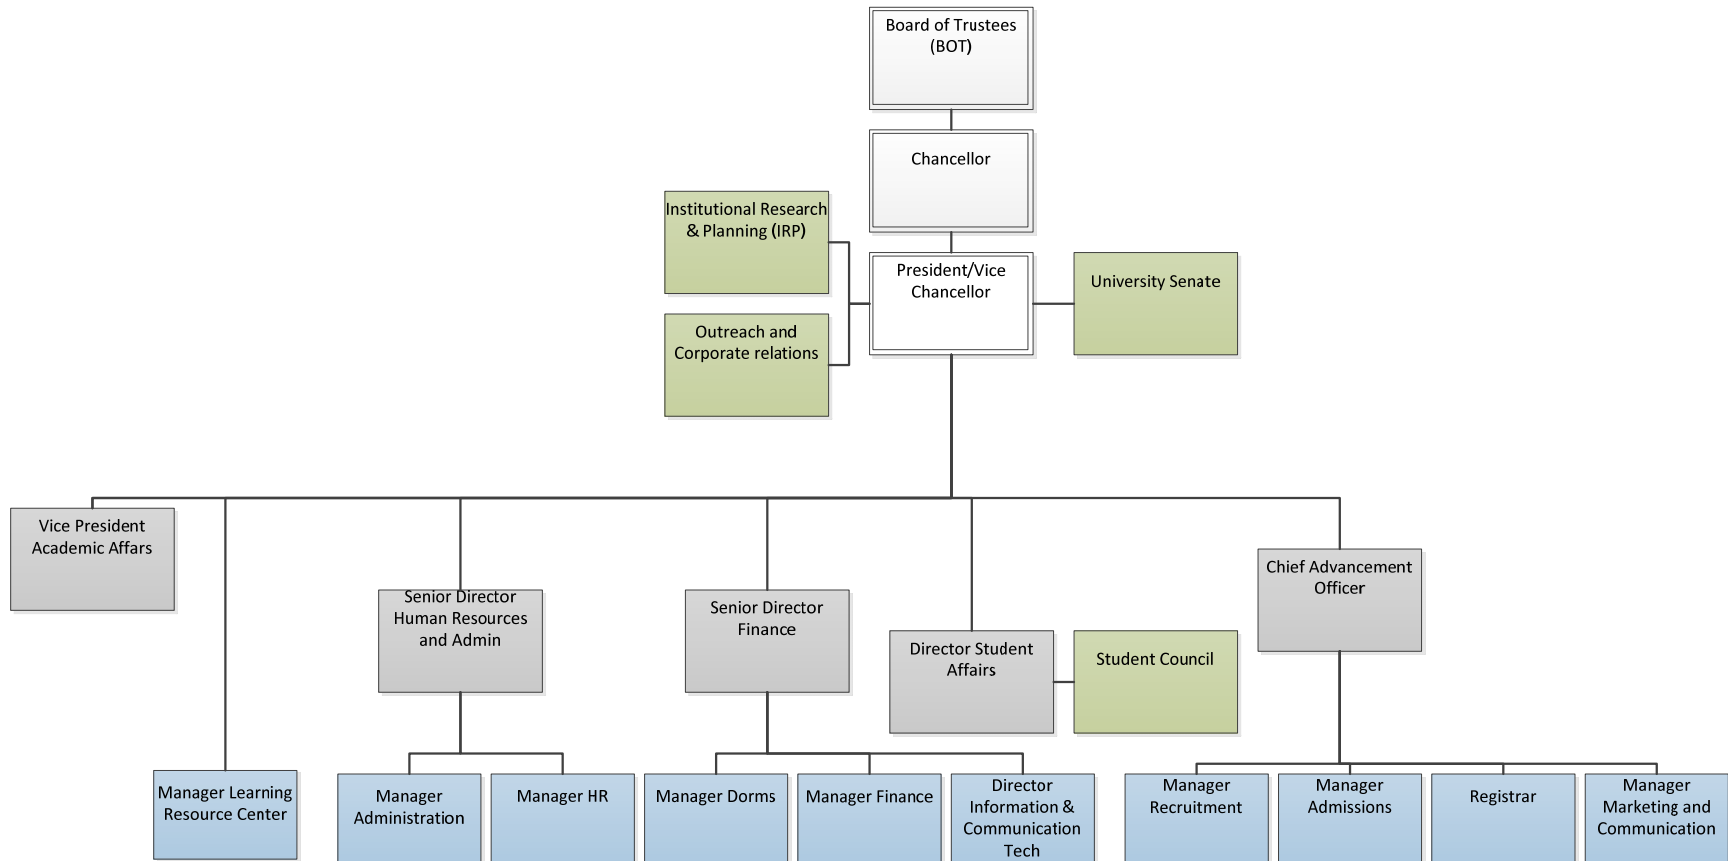 Board of Trustees
(BOT)
Chancellor
Institutional Research
& Planning (IRP)
President/Vice
Chancellor
University Senate
Outreach and
Corporate relations
Vice President
Academic Affars
Senior Director
Human Resources
and Admin
Senior Director
Finance
Director Student
Affairs
Student Council
Chief Advancement
Officer
Manager Learning
Resource Center
Manager
Administration
Manager HR
Manager Dorms
Manager Finance
Director
Information &
Communication
Tech
Manager
Recruitment
Manager
Admissions
Registrar
Manager
Marketing and
Communication